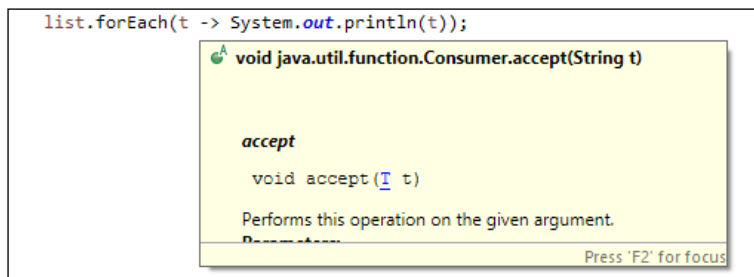 list.forEach(t -> System.out.println(t));
void java.util.function.Consumer.accept(String t)
accept
void accept(T t)
Performs this operation on the given argument.
Press 'F2' for focus